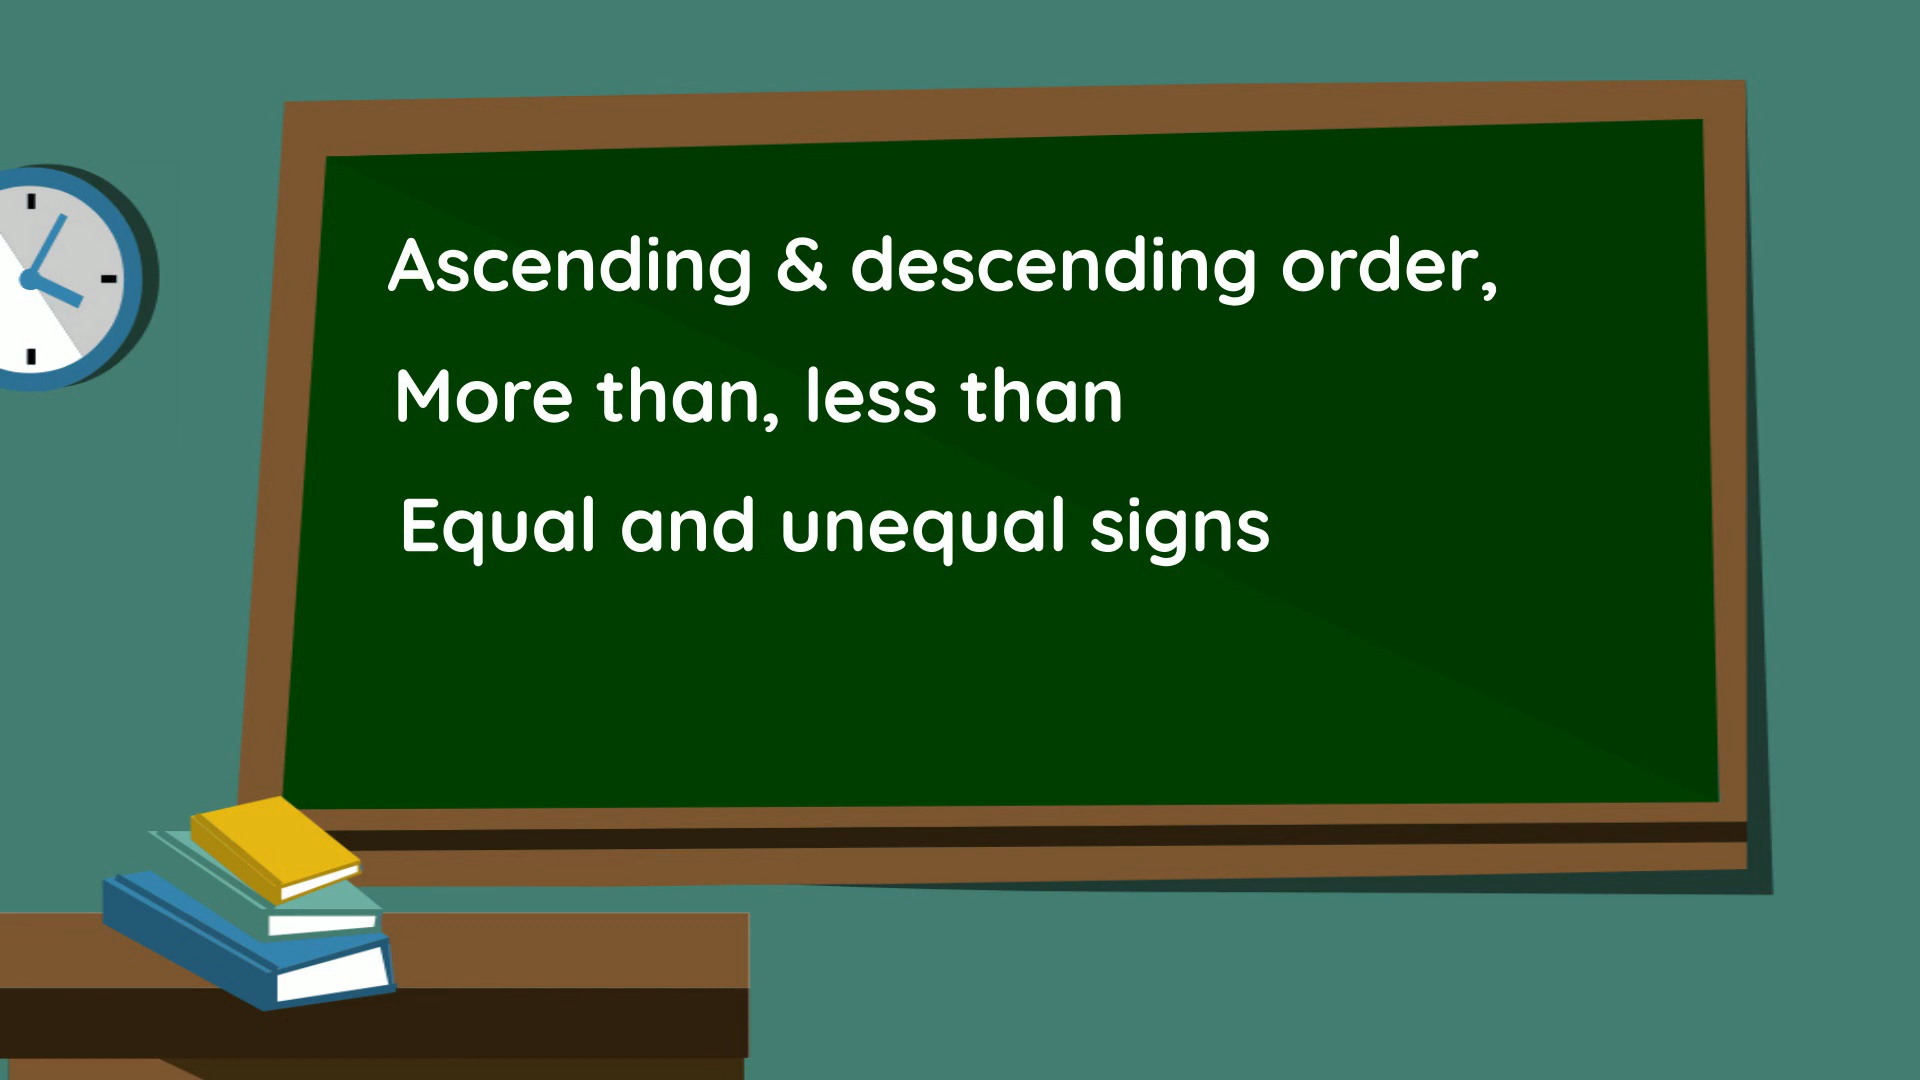 Ascending & descending order,
More than, less than
Equal and unequal signs